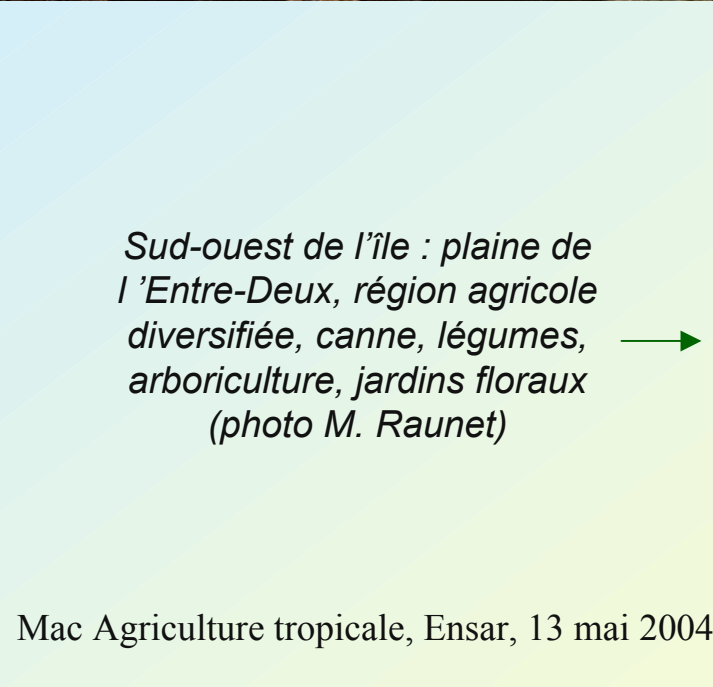 Sud-ouest de l’île : plaine de
l ’Entre-Deux, région agricole
diversifiée, canne, légumes,
arboriculture, jardins floraux
(photo M. Raunet)
Mac Agriculture tropicale, Ensar, 13 mai 2004